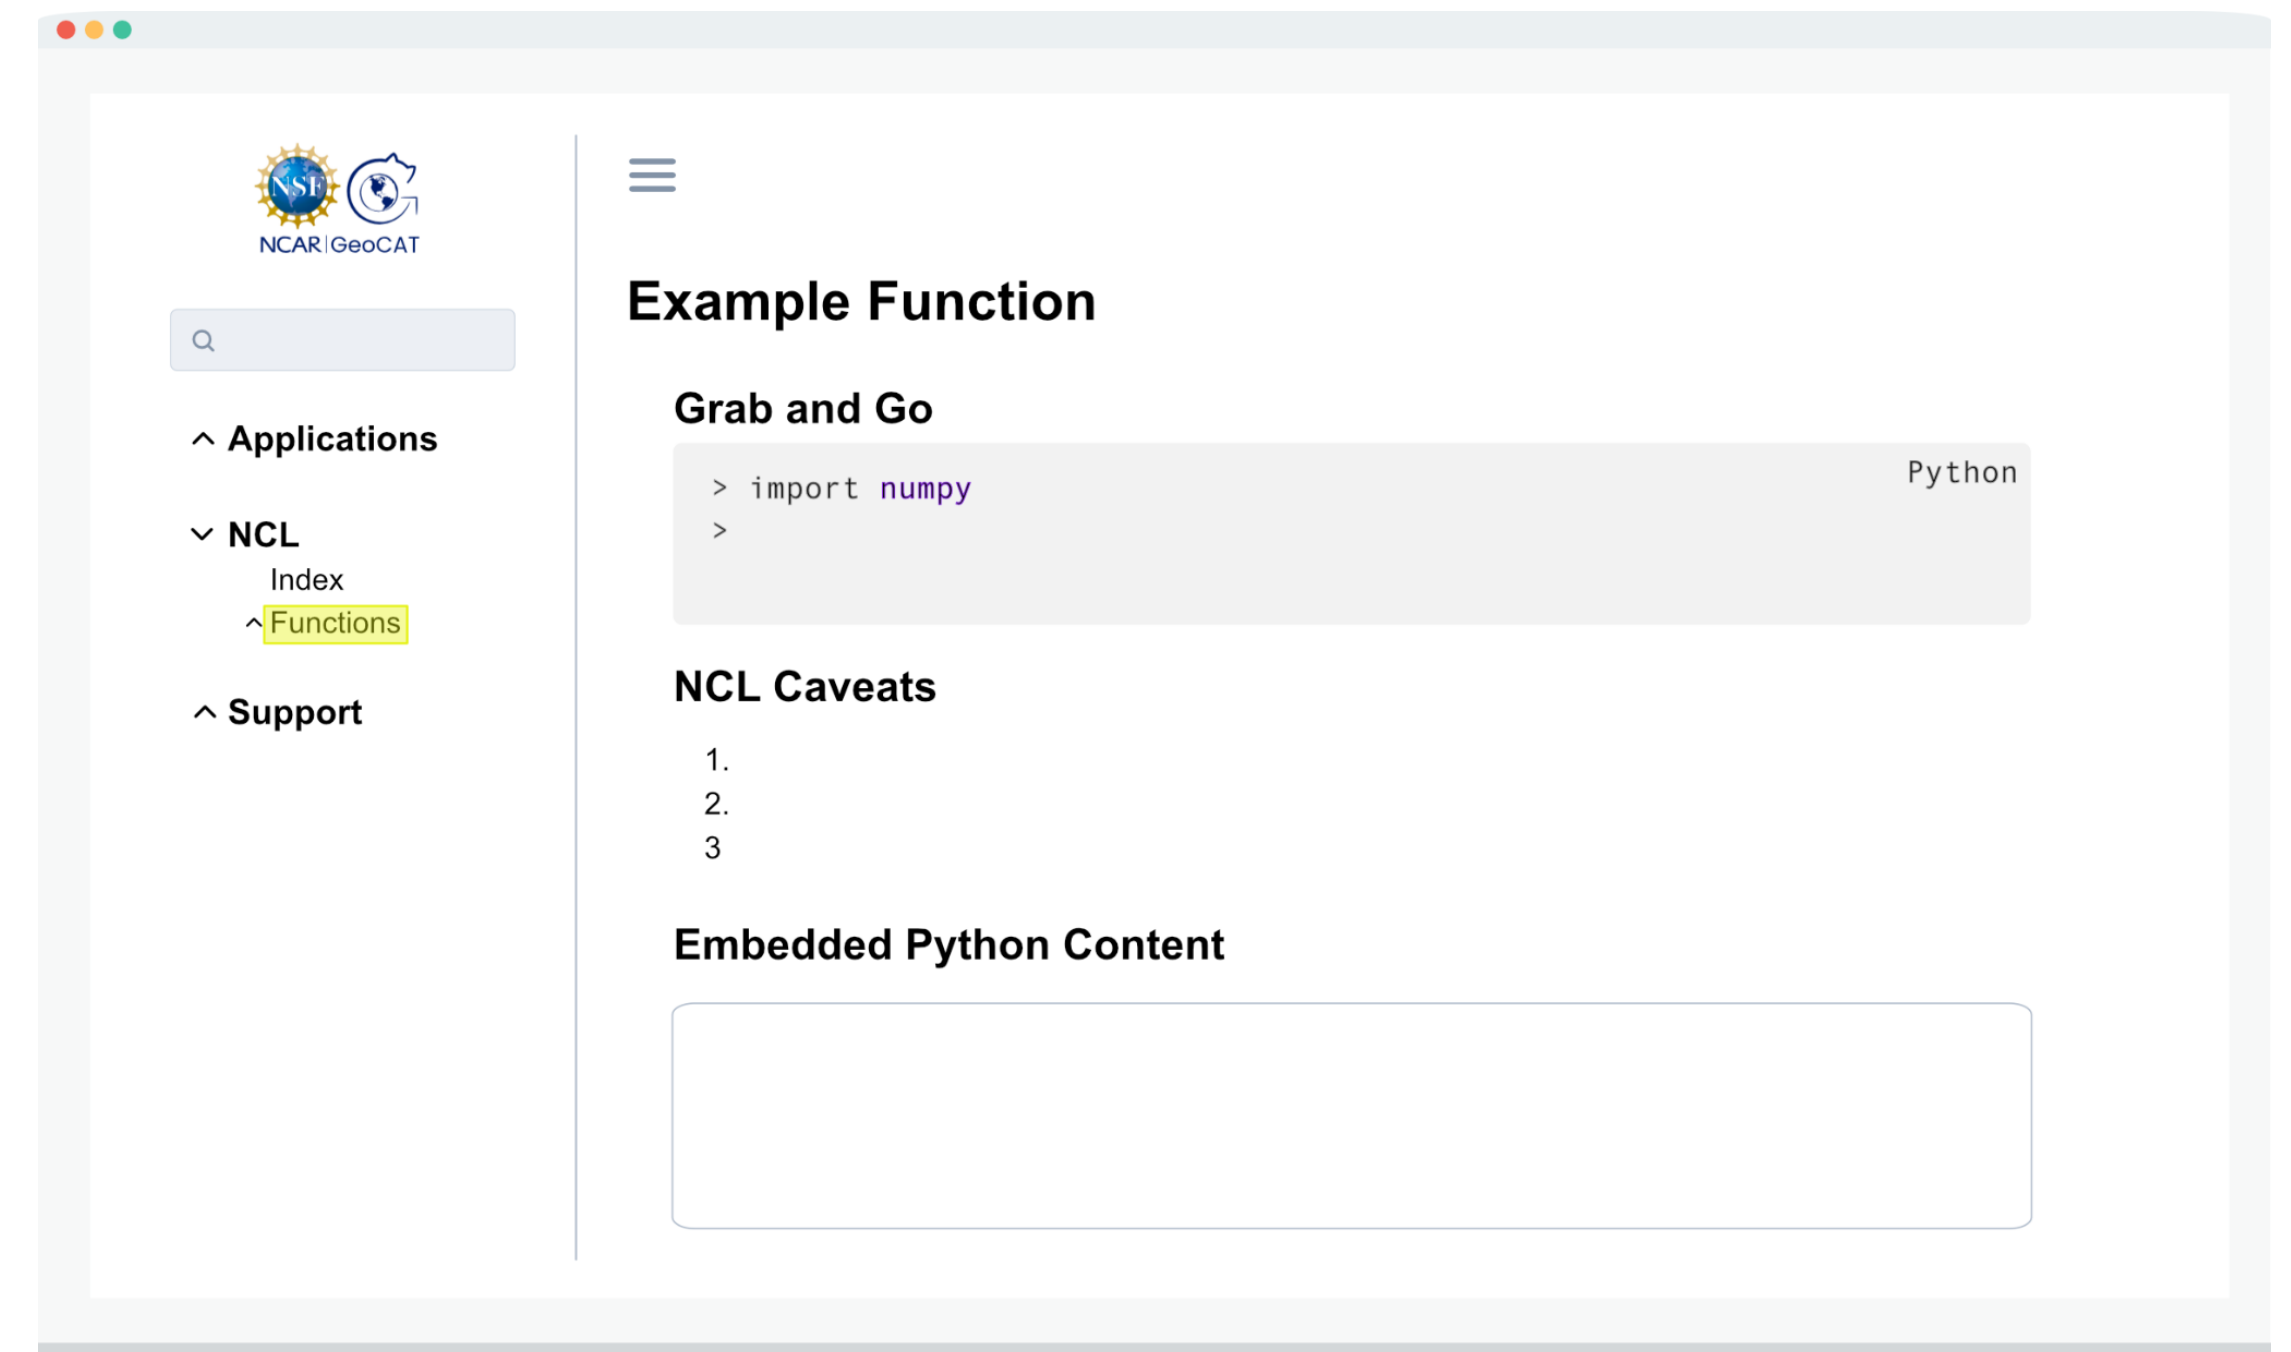 NSF
NCAR|GeoCAT
Applications
NCL
Index
Functions
Support
Example Function
Grab and Go
Python
> import numpy
>
NCL Caveats
1.
2.
3
Embedded Python Content